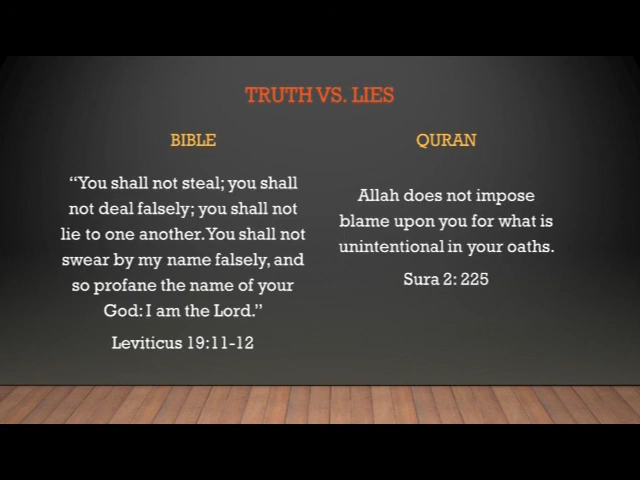 TRUTH VS. LIES
BIBLE
“You shall not steal; you shall
not deal falsely; you shall not
lie to one another.You shall not
swear by my name falsely, and
so profane the name of your
God: I am the Lord.”
Leviticus 19:11-12
QURAN
Allah does not impose
blame upon you for what is
unintentional in your oaths.
Sura 2: 225